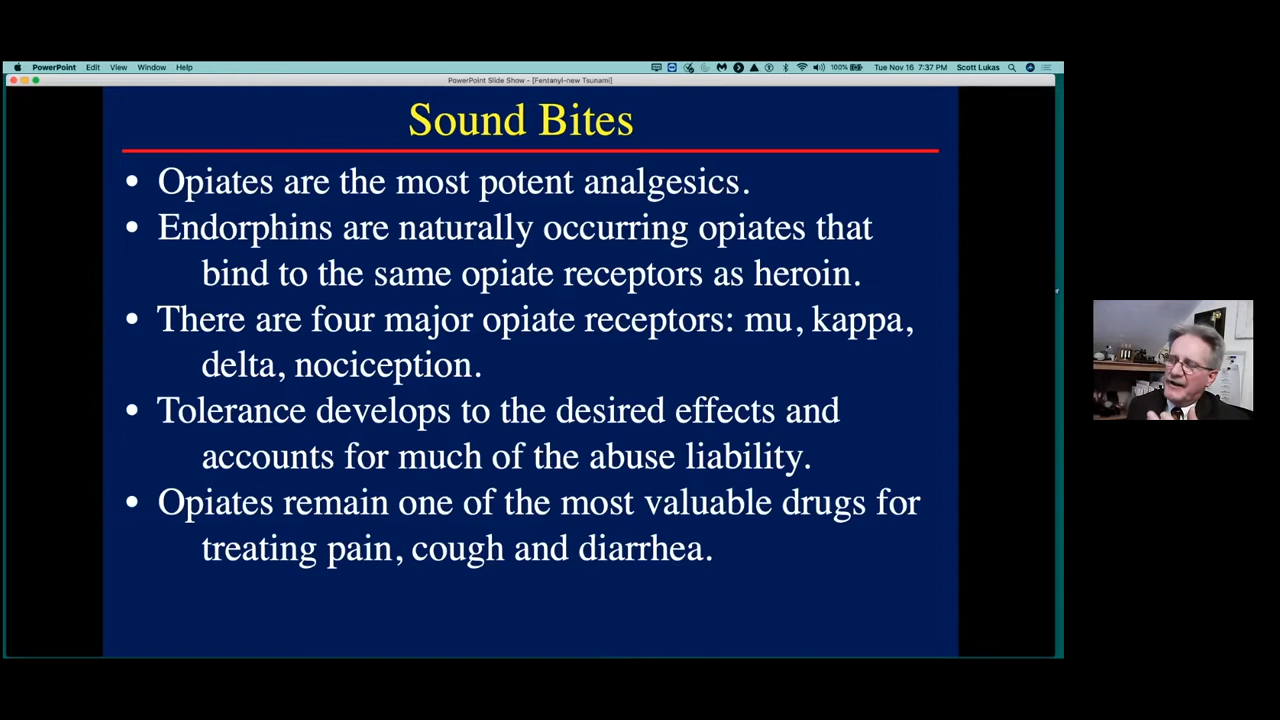 PowerPoint Edit View Window Help 100% Tue Nov 16 7:37 PM Scott Lukas
PowerPoint Slide Show - [Fentanyl-new Tsunami]
Sound Bites
• Opiates are the most potent analgesics.
• Endorphins are naturally occurring opiates that
bind to the same opiate receptors as heroin.
• There are four major opiate receptors: mu, kappa,
delta, nociception.
• Tolerance develops to the desired effects and
accounts for much of the abuse liability.
• Opiates remain one of the most valuable drugs for
treating pain, cough and diarrhea.